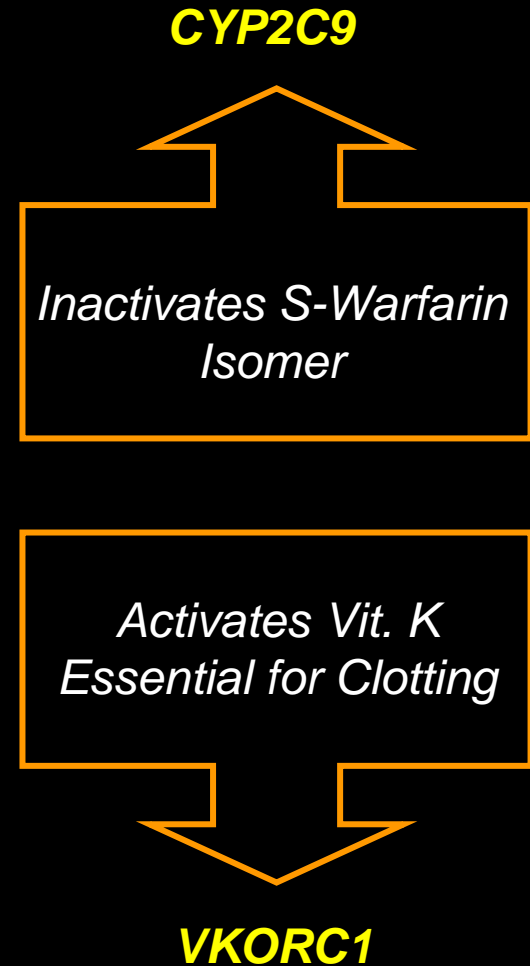 CYP2C9
Inactivates S-Warfarin
Isomer
Activates Vit. K
Essential for Clotting
VKORC1